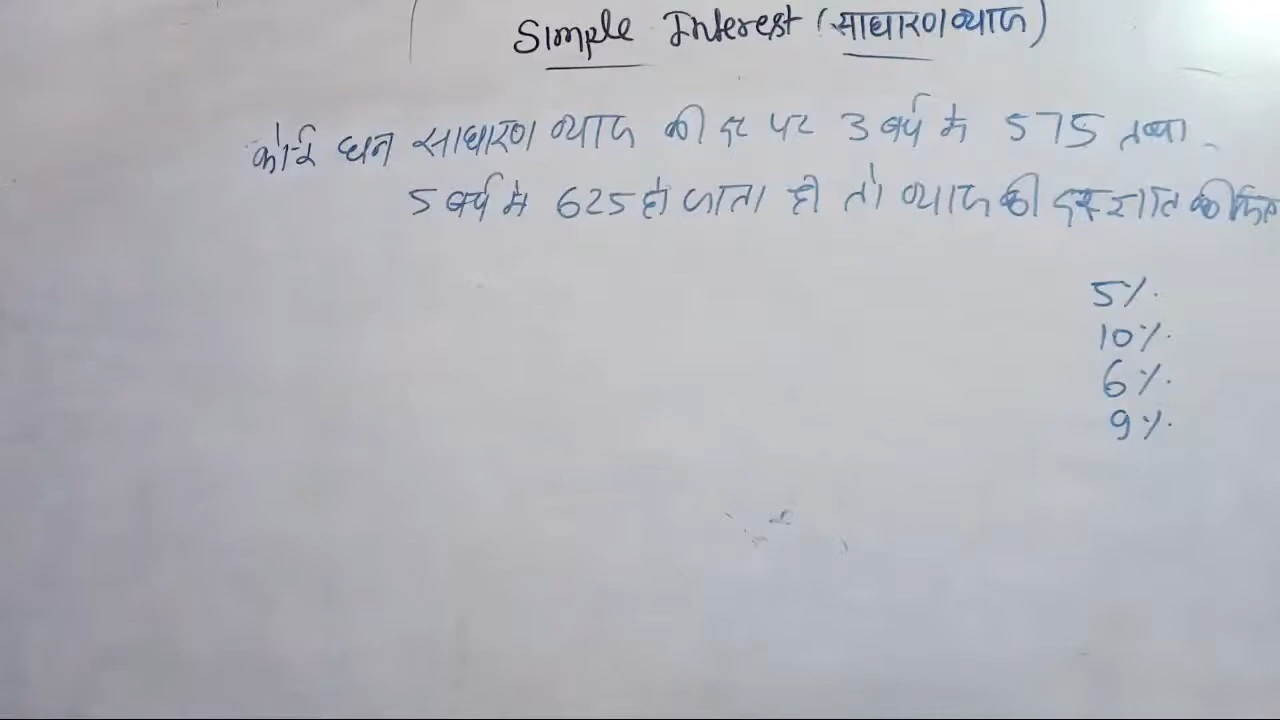 Simple Interest (साधारण ब्याज)
कोई धन साधारण ब्याज की दर पर 3 वर्ष में 575 तथा
5 वर्ष में 625 हो जाता है तो ब्याज की दर ज्ञात कीजिए
5%.
10%.
6%.
9%.